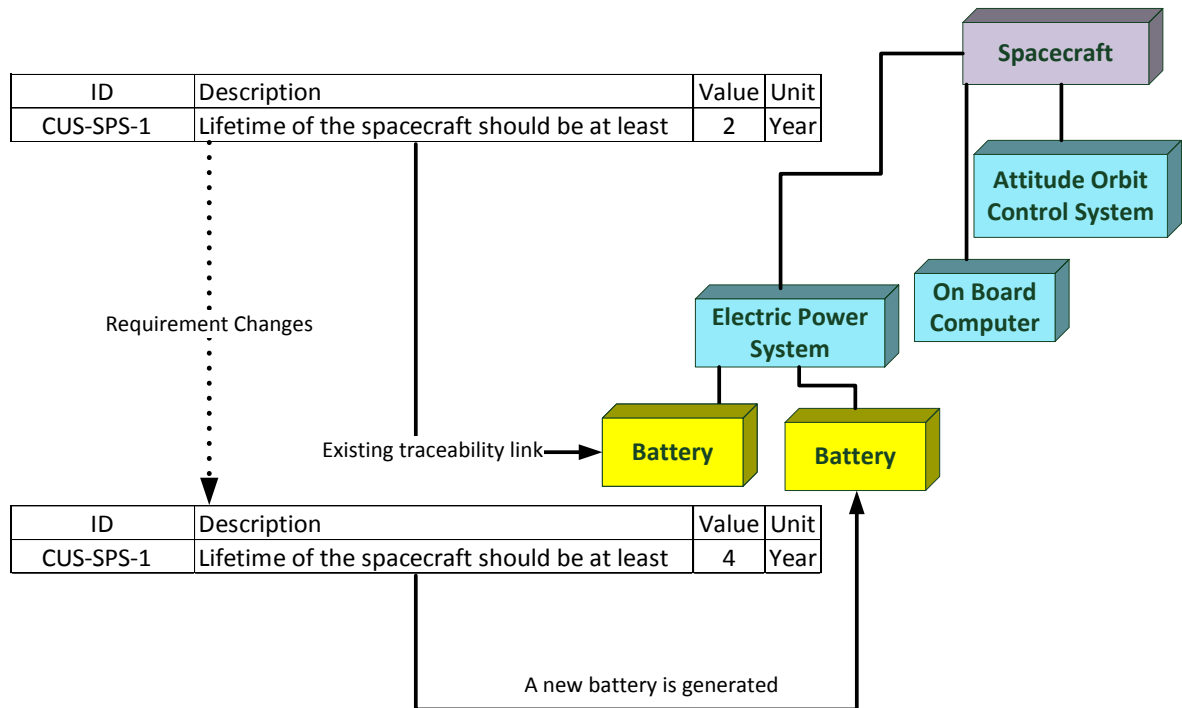 Spacecraft
ID Description Value Unit
CUS-SPS-1 Lifetime of the spacecraft should be at least 2 Year
Attitude Orbit
Control System
On Board
Computer
Electric Power
System
Requirement Changes
Existing traceability link
Battery
Battery
ID Description Value Unit
CUS-SPS-1 Lifetime of the spacecraft should be at least 4 Year
A new battery is generated